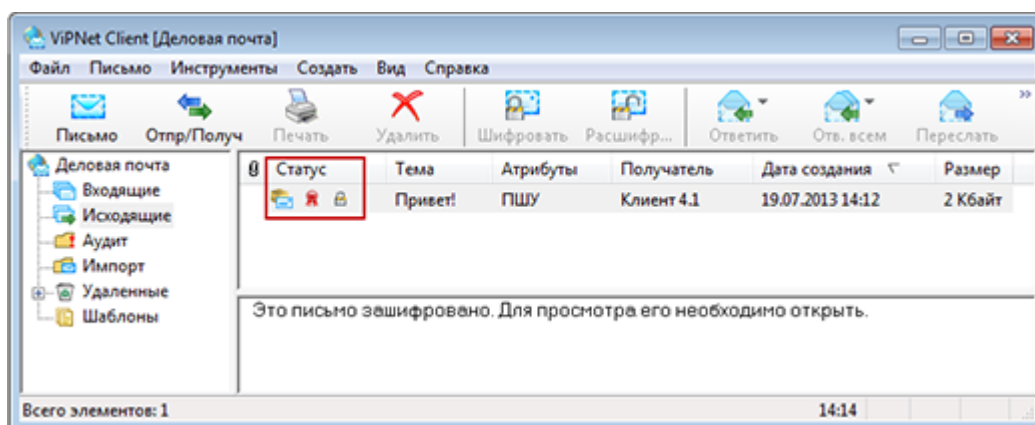 ViPNet Client [Деловая почта]
Файл Письмо Инструменты Создать Вид Справка
Письмо Отпр/Получ Печать Удалить Шифровать Расшифр... Ответить Отв. всем Переслать
Деловая почта
Входящие
Исходящие
Аудит
Импорт
Удаленные
Шаблоны
Статус Тема Атрибуты Получатель Дата создания Размер
Привет! ПШУ Клиент 4.1 19.07.2013 14:12 2 Кбайт
Это письмо зашифровано. Для просмотра его необходимо открыть.
Всего элементов: 1 14:14